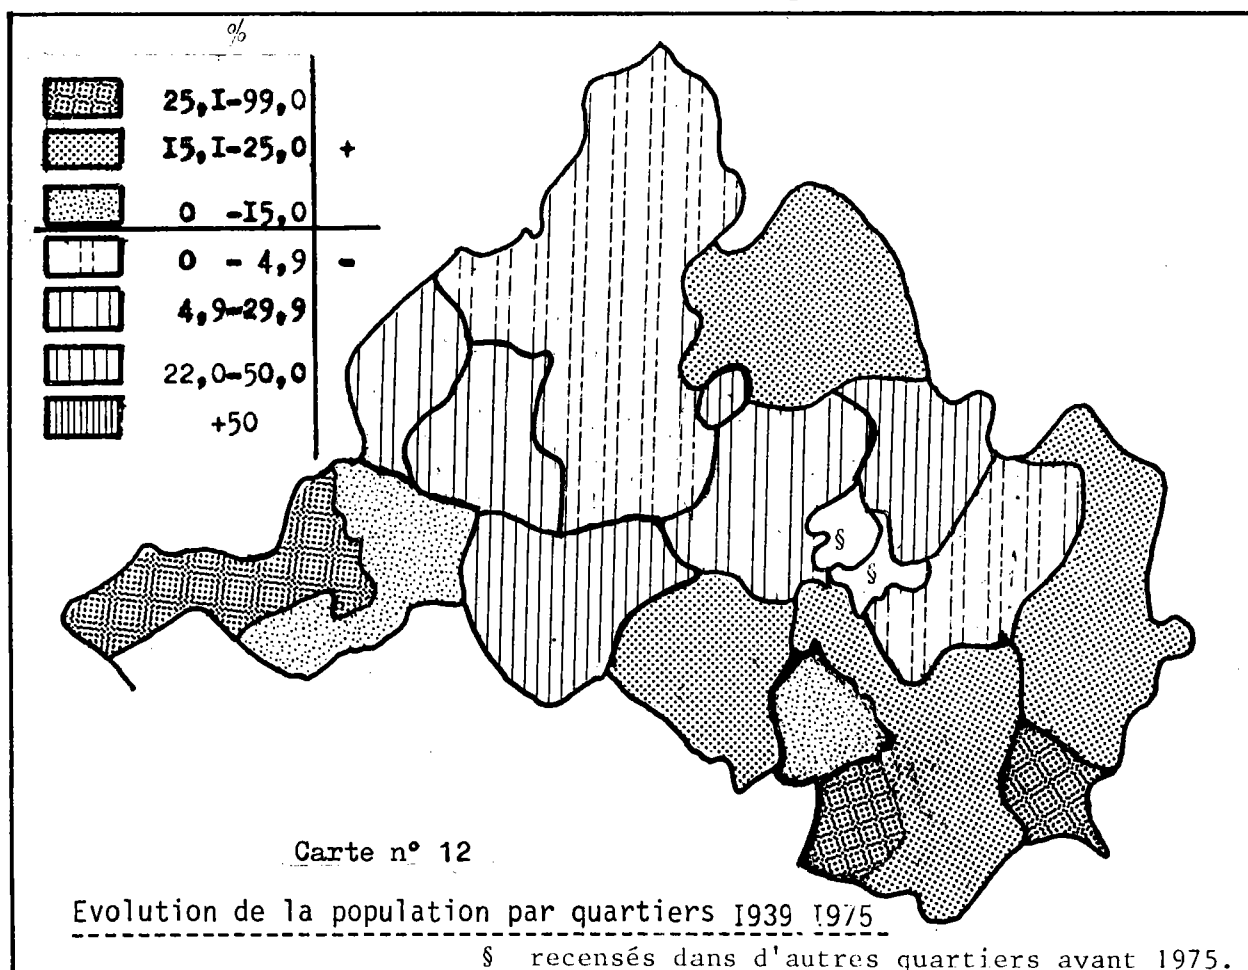 %
25,I-99,0
I5,I-25,0 +
0 -I5,0
0 - 4,9 -
4,9-29,9
22,0-50,0
+50
§
§
Carte n° 12
Evolution de la population par quartiers I939 I975
§ recensés dans d'autres quartiers avant 1975.